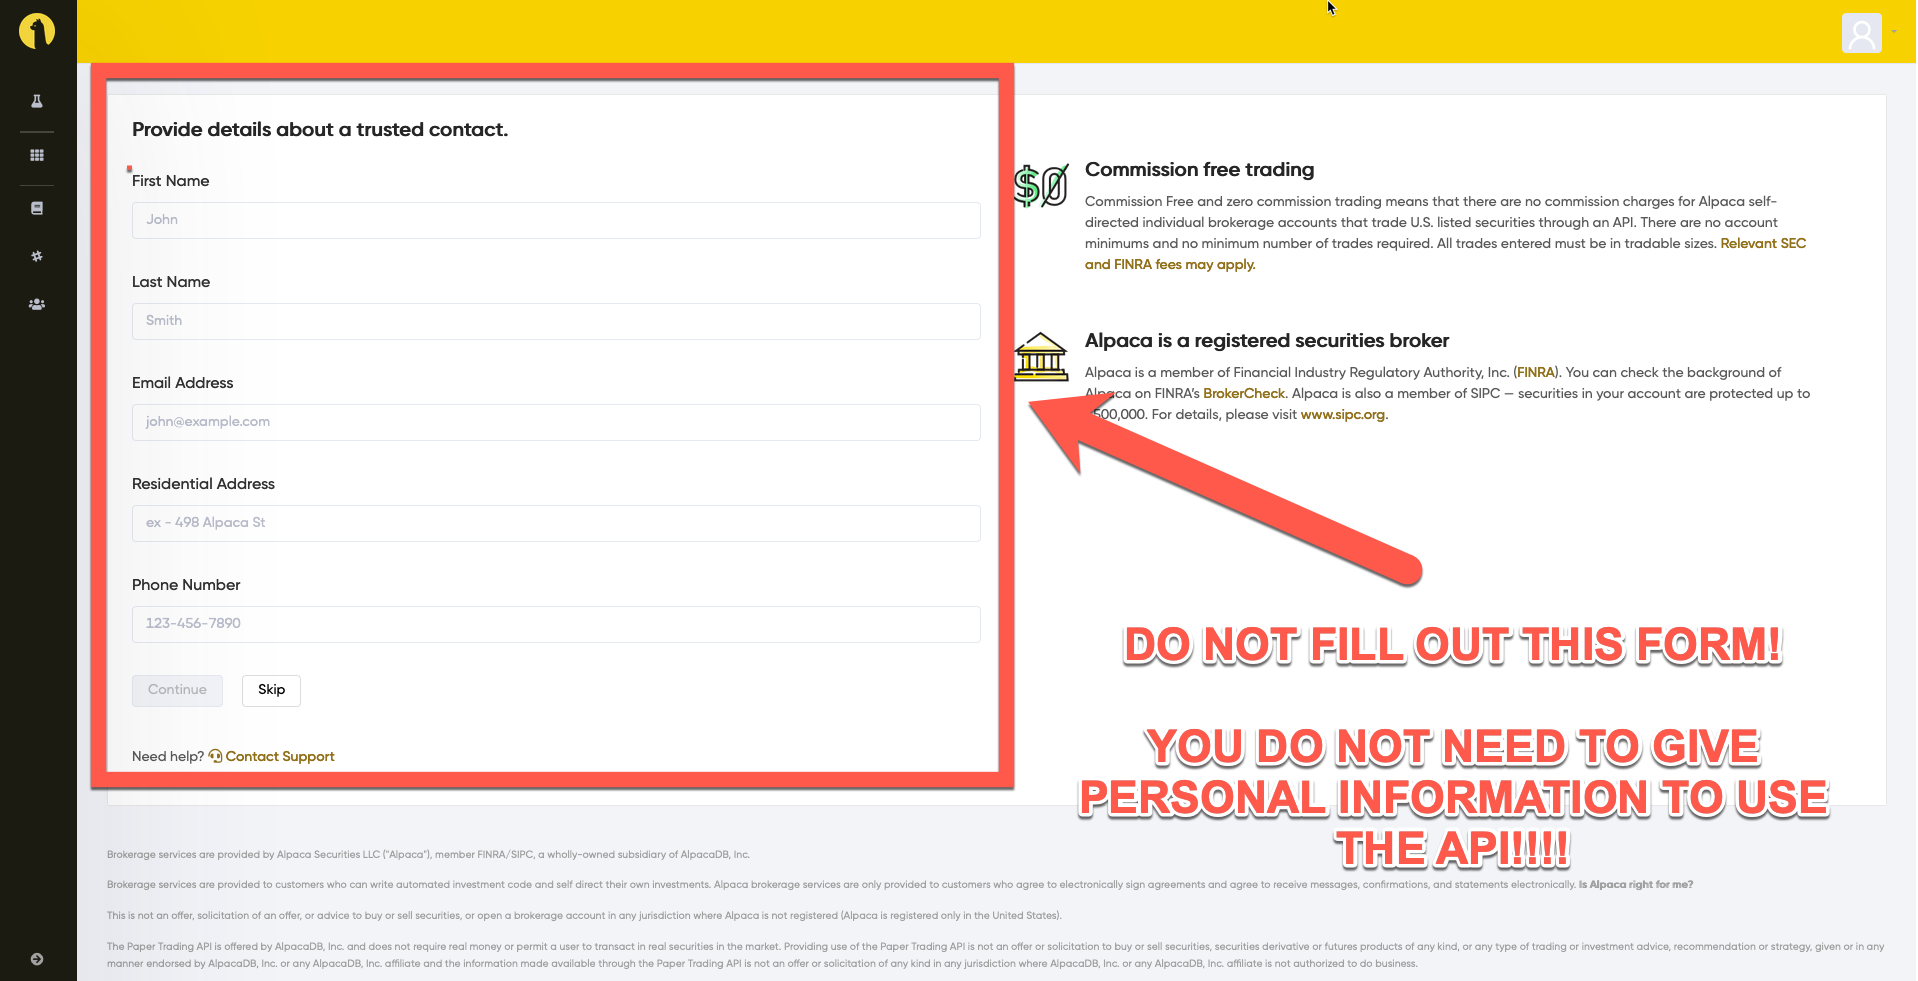 Provide details about a trusted contact.
First Name
John
Last Name
Smith
Email Address
john@example.com
Residential Address
ex - 498 Alpaca St
Phone Number
123-456-7890
Continue
Skip
Need help? Contact Support
$0
Commission free trading
Commission Free and zero commission trading means that there are no commission charges for Alpaca self-
directed individual brokerage accounts that trade U.S. listed securities through an API. There are no account
minimums and no minimum number of trades required. All trades entered must be in tradable sizes. Relevant SEC
and FINRA fees may apply.
Alpaca is a registered securities broker
Alpaca is a member of Financial Industry Regulatory Authority, Inc. (FINRA). You can check the background of
Alpaca on FINRA's BrokerCheck. Alpaca is also a member of SIPC — securities in your account are protected up to
500,000. For details, please visit www.sipc.org.
DO NOT FILL OUT THIS FORM!
YOU DO NOT NEED TO GIVE
PERSONAL INFORMATION TO USE
THE API!!!!
Brokerage services are provided by Alpaca Securities LLC ("Alpaca"), member FINRA/SIPC, a wholly-owned subsidiary of AlpacaDB, Inc.
Brokerage services are provided to customers who can write automated investment code and self direct their own investments. Alpaca brokerage services are only provided to customers who agree to electronically sign agreements and agree to receive messages, confirmations, and statements electronically. Is Alpaca right for me?
This is not an offer, solicitation of an offer, or advice to buy or sell securities, or open a brokerage account in any jurisdiction where Alpaca is not registered (Alpaca is registered only in the United States).
The Paper Trading API is offered by AlpacaDB, Inc. and does not require real money or permit a user to transact in real securities in the market. Providing use of the Paper Trading API is not an offer or solicitation to buy or sell securities, securities derivative or futures products of any kind, or any type of trading or investment advice, recommendation or strategy, given or in any
manner endorsed by AlpacaDB, Inc. or any AlpacaDB, Inc. affiliate and the information made available through the Paper Trading API is not an offer or solicitation of any kind in any jurisdiction where AlpacaDB, Inc. or any AlpacaDB, Inc. affiliate is not authorized to do business.